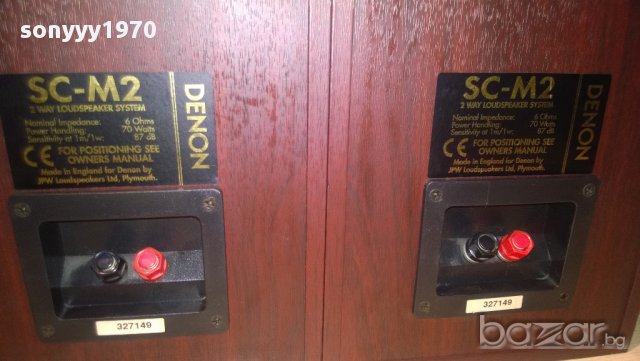 sonyyy1970
SC-M2
2 WAY LOUDSPEAKER SYSTEM
Nominal Impedance: 6 Ohms
Power Handling: 70 Watts
Sensitivity at 1m/1w: 87 dB
CE FOR POSITIONING SEE
OWNERS MANUAL
Made in England for Denon by
JPW Loudspeakers Ltd, Plymouth.
DENON
327149
SC-M2
2 WAY LOUDSPEAKER SYSTEM
Nominal Impedance: 6 Ohms
Power Handling: 70 Watts
Sensitivity at 1m/1w: 87 dB
CE FOR POSITIONING SEE
OWNERS MANUAL
Made in England for Denon by
JPW Loudspeakers Ltd, Plymouth.
DENON
327149
bazar.bg